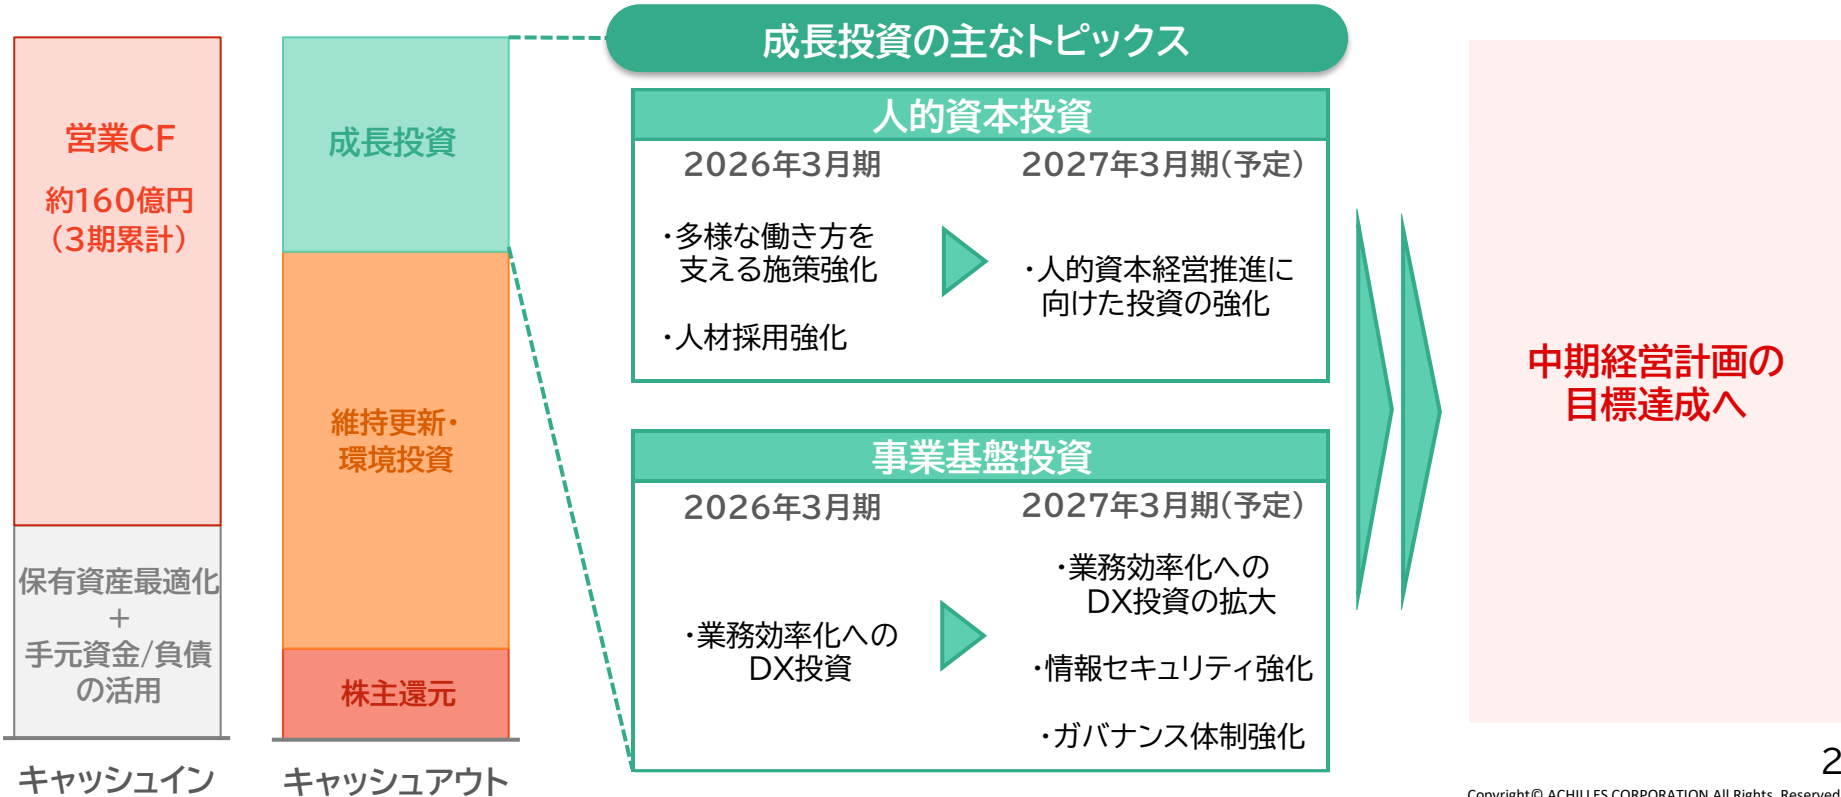 営業CF
約160億円
(3期累計)
保有資産最適化
+
手元資金/負債
の活用
キャッシュイン
成長投資
維持更新・
環境投資
株主還元
キャッシュアウト
成長投資の主なトピックス
人的資本投資
2026年3月期
2027年3月期(予定)
・多様な働き方を
支える施策強化
・人材採用強化
・人的資本経営推進に
向けた投資の強化
事業基盤投資
2026年3月期
2027年3月期(予定)
・業務効率化への
DX投資
・業務効率化への
DX投資の拡大
・情報セキュリティ強化
・ガバナンス体制強化
中期経営計画の
目標達成へ
2
Copyright© ACHILLES CORPORATION All Rights Reserved